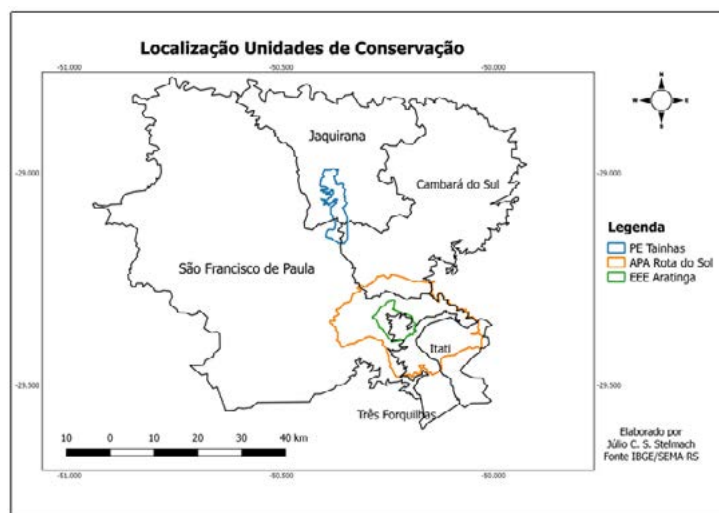 Localização Unidades de Conservação
-51.000
-50.500
-50.000
N
W
E
S
Jaquirana
-29.000
-29.000
Cambará do Sul
Legenda
PE Tainhas
APA Rota do Sol
EEE Aratinga
São Francisco de Paula
Itati
-29.500
-29.500
Três Forquilhas
Elaborado por
Júlio C. S. Stelmach
Fonte IBGE/SEMA RS
10 0 10 20 30 40 km
-51.000
-50.500
-50.000